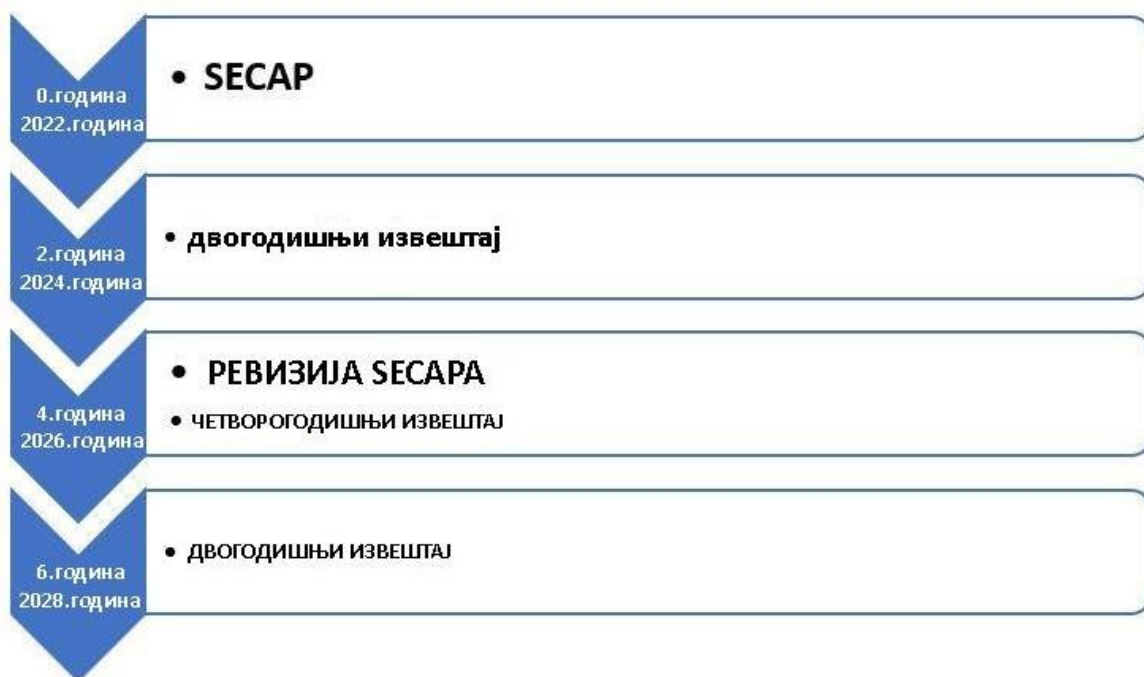 0.година
2022.година
• SECAP
2.година
2024.година
• двогодишњи извештај
4.година
2026.година
• РЕВИЗИЈА SECAPA
• ЧЕТВОРОГОДИШЊИ ИЗВЕШТАЈ
6.година
2028.година
• ДВОГОДИШЊИ ИЗВЕШТАЈ